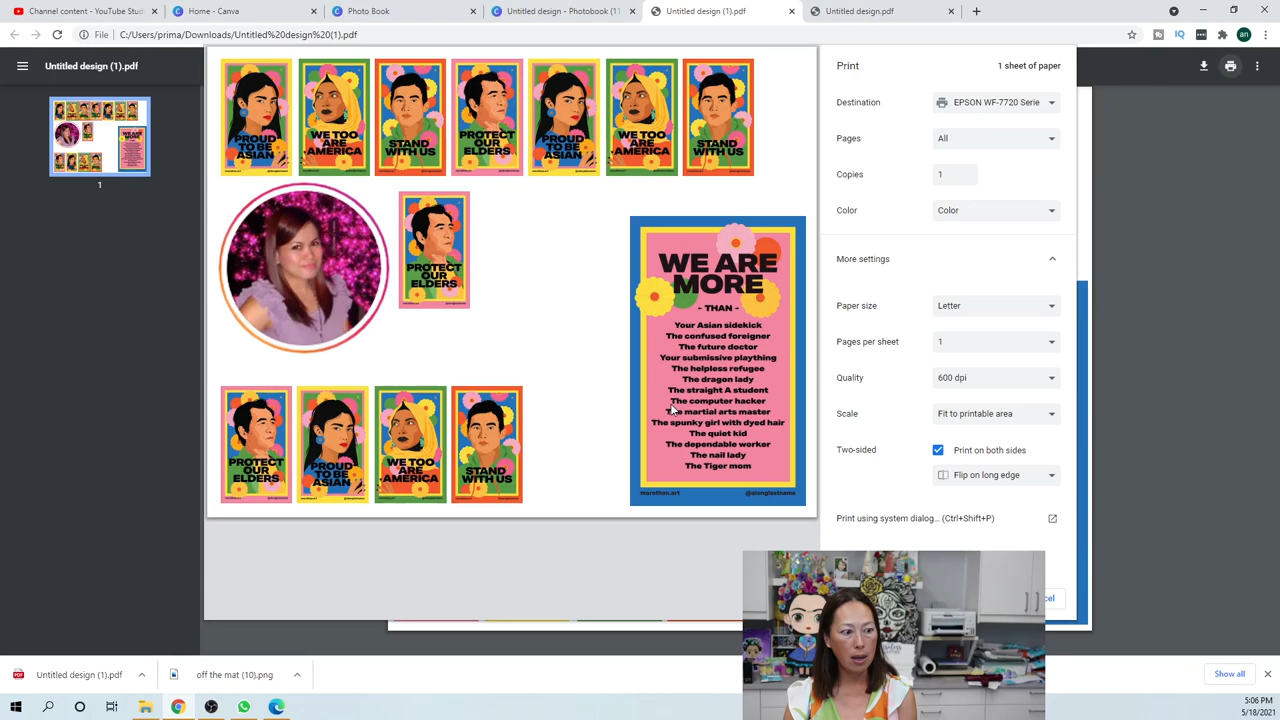 Channel content - YouTube Stud
Home - Canva
Photo Book
Untitled design - Photobook (11
Untitled design (1).pdf
Untitled design.pdf
File
C:/Users/prima/Downloads/Untitled%20design%20(1).pdf
IQ
an
Untitled design (1).pdf
1
PROUD
TO BE
ASIAN
WE TOO
ARE
AMERICA
STAND
WITH US
PROTECT
OUR
ELDERS
PROUD
TO BE
ASIAN
WE TOO
ARE
AMERICA
STAND
WITH US
PROTECT
OUR
ELDERS
WE ARE
MORE
- THAN -
Your Asian sidekick
The confused foreigner
The future doctor
Your submissive plaything
The helpless refugee
The dragon lady
The straight A student
The computer hacker
The martial arts master
The spunky girl with dyed hair
The quiet kid
The dependable worker
The nail lady
The Tiger mom
morethan.art
@alonglastname
PROTECT
OUR
ELDERS
PROUD
TO BE
ASIAN
WE TOO
ARE
AMERICA
STAND
WITH US
Print
1 sheet of paper
Destination
EPSON WF-7720 Serie
Pages
All
Copies
1
Color
Color
More settings
Paper size
Letter
Pages per sheet
1
Quality
600 dpi
Scale
Fit to printable area
Two-sided
Print on both sides
Flip on long edge
Print using system dialog... (Ctrl+Shift+P)
cel
Untitled design (1).pdf
off the mat (10).png
Show all
5:06 PM
5/18/2021